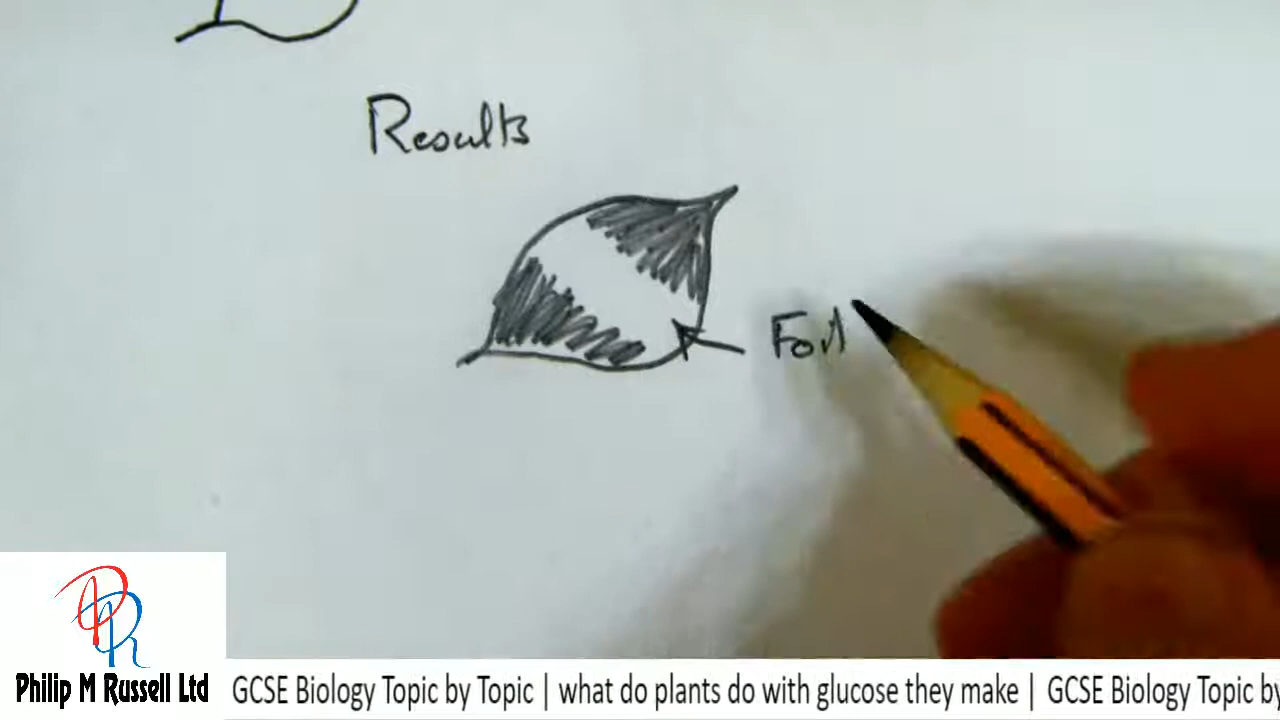 Results
Foil
Philip M Russell Ltd
GCSE Biology Topic by Topic | what do plants do with glucose they make | GCSE Biology Topic by